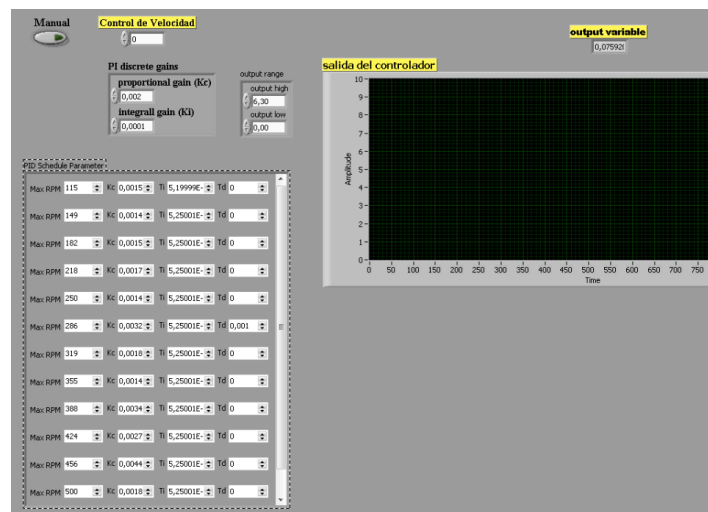 Manual
Control de Velocidad
0
PI discrete gains
proportional gain (Kc)
0,002
integrall gain (Ki)
0,0001
output range
output high
6,30
output low
0,00
output variable
0,07592
salida del controlador
10
9
8
7
6
5
4
3
2
1
0
Amplitude
0 50 100 150 200 250 300 350 400 450 500 550 600 650 700 750
Time
PID Schedule Parameter
Max RPM 115 Kc 0,0015 Ti 5,19999E- Td 0
Max RPM 149 Kc 0,0014 Ti 5,25001E- Td 0
Max RPM 182 Kc 0,0015 Ti 5,25001E- Td 0
Max RPM 218 Kc 0,0017 Ti 5,25001E- Td 0
Max RPM 250 Kc 0,0014 Ti 5,25001E- Td 0
Max RPM 286 Kc 0,0032 Ti 5,25001E- Td 0,001
Max RPM 319 Kc 0,0018 Ti 5,25001E- Td 0
Max RPM 355 Kc 0,0014 Ti 5,25001E- Td 0
Max RPM 388 Kc 0,0034 Ti 5,25001E- Td 0
Max RPM 424 Kc 0,0027 Ti 5,25001E- Td 0
Max RPM 456 Kc 0,0044 Ti 5,25001E- Td 0
Max RPM 500 Kc 0,0018 Ti 5,25001E- Td 0